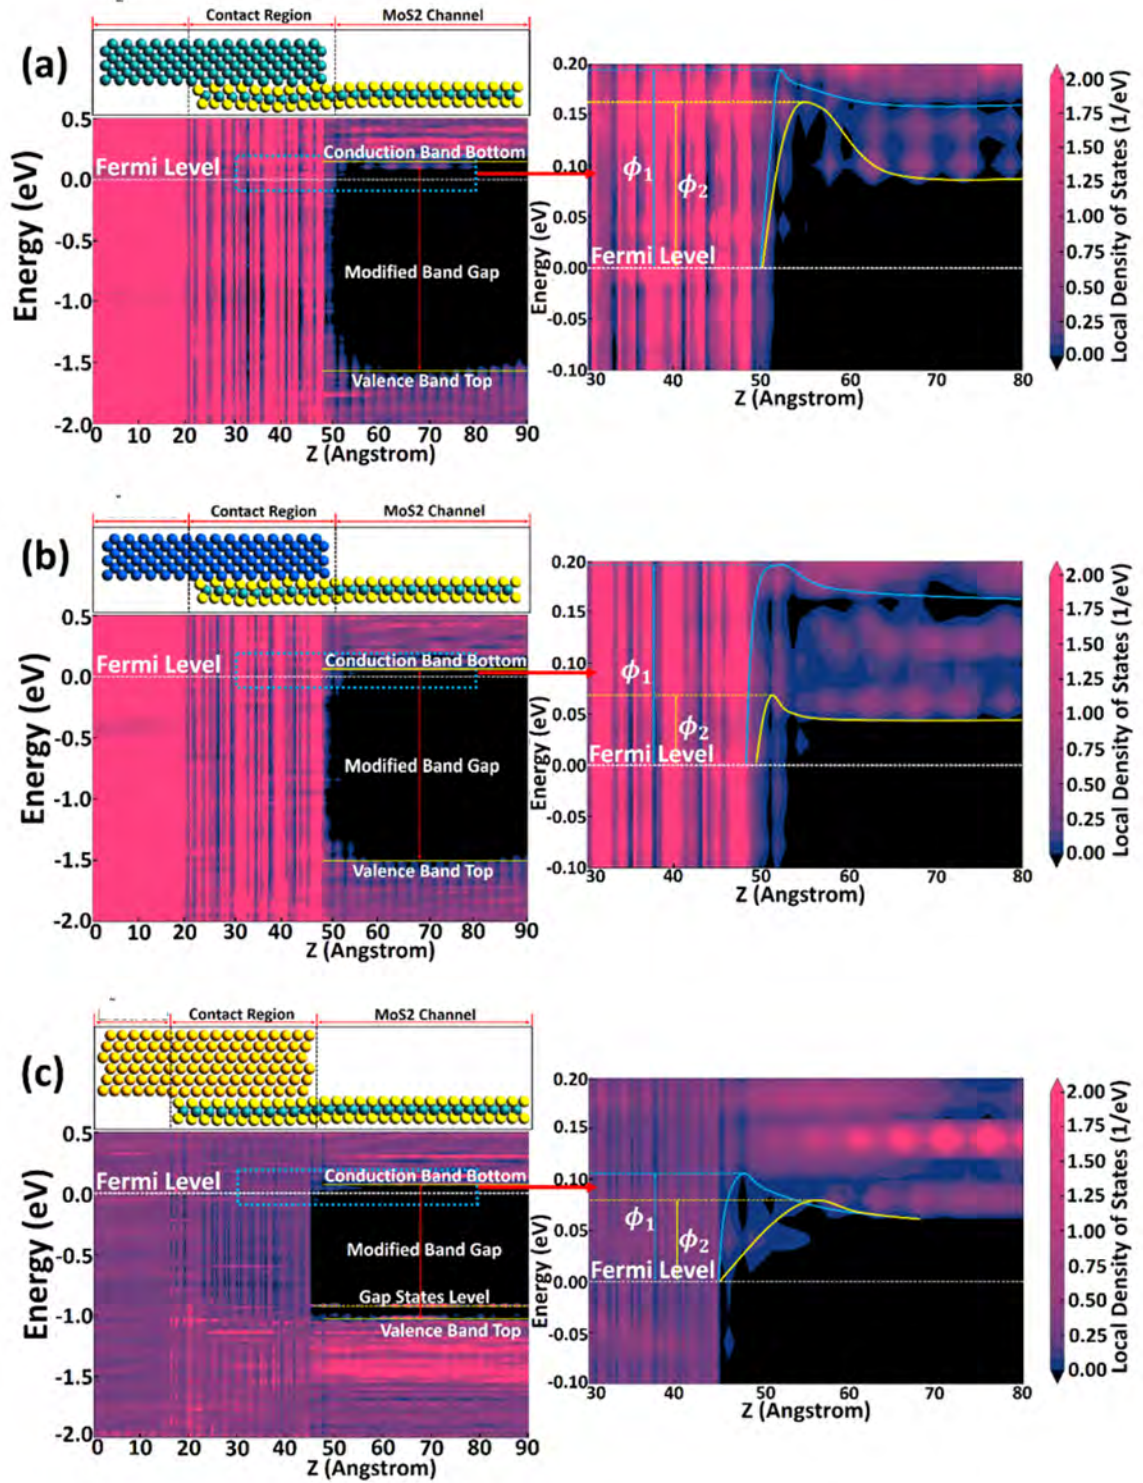 Contact Region MoS2 Channel
(a)
0.5
0.0
-0.5
-1.0
-1.5
-2.0
Energy (eV)
Fermi Level
Conduction Band Bottom
Modified Band Gap
Valence Band Top
0 10 20 30 40 50 60 70 80 90
Z (Angstrom)
0.20
0.15
0.10
0.05
0.00
-0.05
-0.10
Energy (eV)
ϕ1
ϕ2
Fermi Level
30 40 50 60 70 80
Z (Angstrom)
2.00
1.75
1.50
1.25
1.00
0.75
0.50
0.25
0.00
Local Density of States (1/eV)
Contact Region MoS2 Channel
(b)
0.5
0.0
-0.5
-1.0
-1.5
-2.0
Energy (eV)
Fermi Level
Conduction Band Bottom
Modified Band Gap
Valence Band Top
0 10 20 30 40 50 60 70 80 90
Z (Angstrom)
0.20
0.15
0.10
0.05
0.00
-0.05
-0.10
Energy (eV)
ϕ1
ϕ2
Fermi Level
30 40 50 60 70 80
Z (Angstrom)
2.00
1.75
1.50
1.25
1.00
0.75
0.50
0.25
0.00
Local Density of States (1/eV)
Contact Region MoS2 Channel
(c)
0.5
0.0
-0.5
-1.0
-1.5
-2.0
Energy (eV)
Fermi Level
Conduction Band Bottom
Modified Band Gap
Gap States Level
Valence Band Top
0 10 20 30 40 50 60 70 80 90
Z (Angstrom)
0.20
0.15
0.10
0.05
0.00
-0.05
-0.10
Energy (eV)
ϕ1
ϕ2
Fermi Level
30 40 50 60 70 80
Z (Angstrom)
2.00
1.75
1.50
1.25
1.00
0.75
0.50
0.25
0.00
Local Density of States (1/eV)